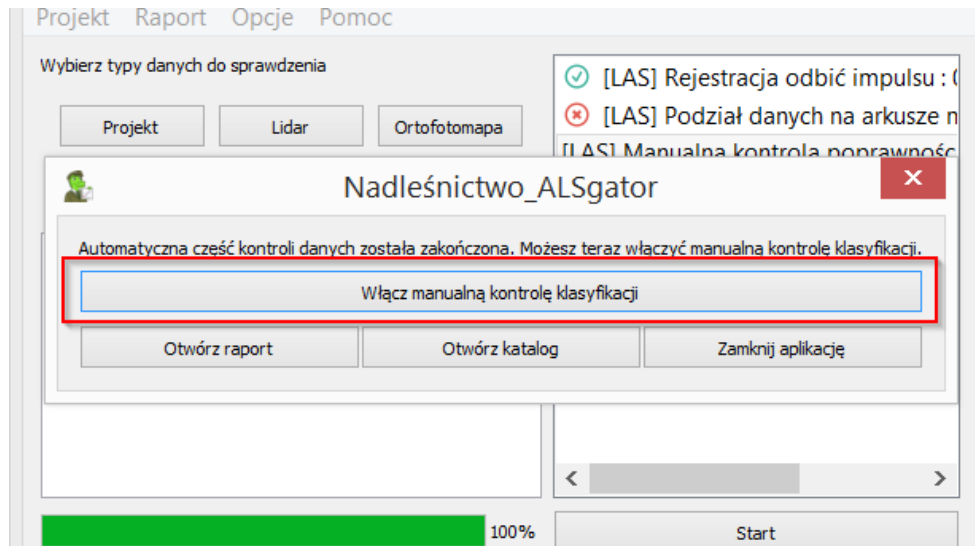 Projekt Raport Opcje Pomoc
Wybierz typy danych do sprawdzenia
Projekt Lidar Ortofotomapa
[LAS] Rejestracja odbić impulsu :
[LAS] Podział danych na arkusze
[LAS] Manualna kontrola
Nadleśnictwo_ALSgator
Automatyczna część kontroli danych została zakończona. Możesz teraz włączyć manualną kontrolę klasyfikacji.
Włącz manualną kontrolę klasyfikacji
Otwórz raport Otwórz katalog Zamknij aplikację
100% Start